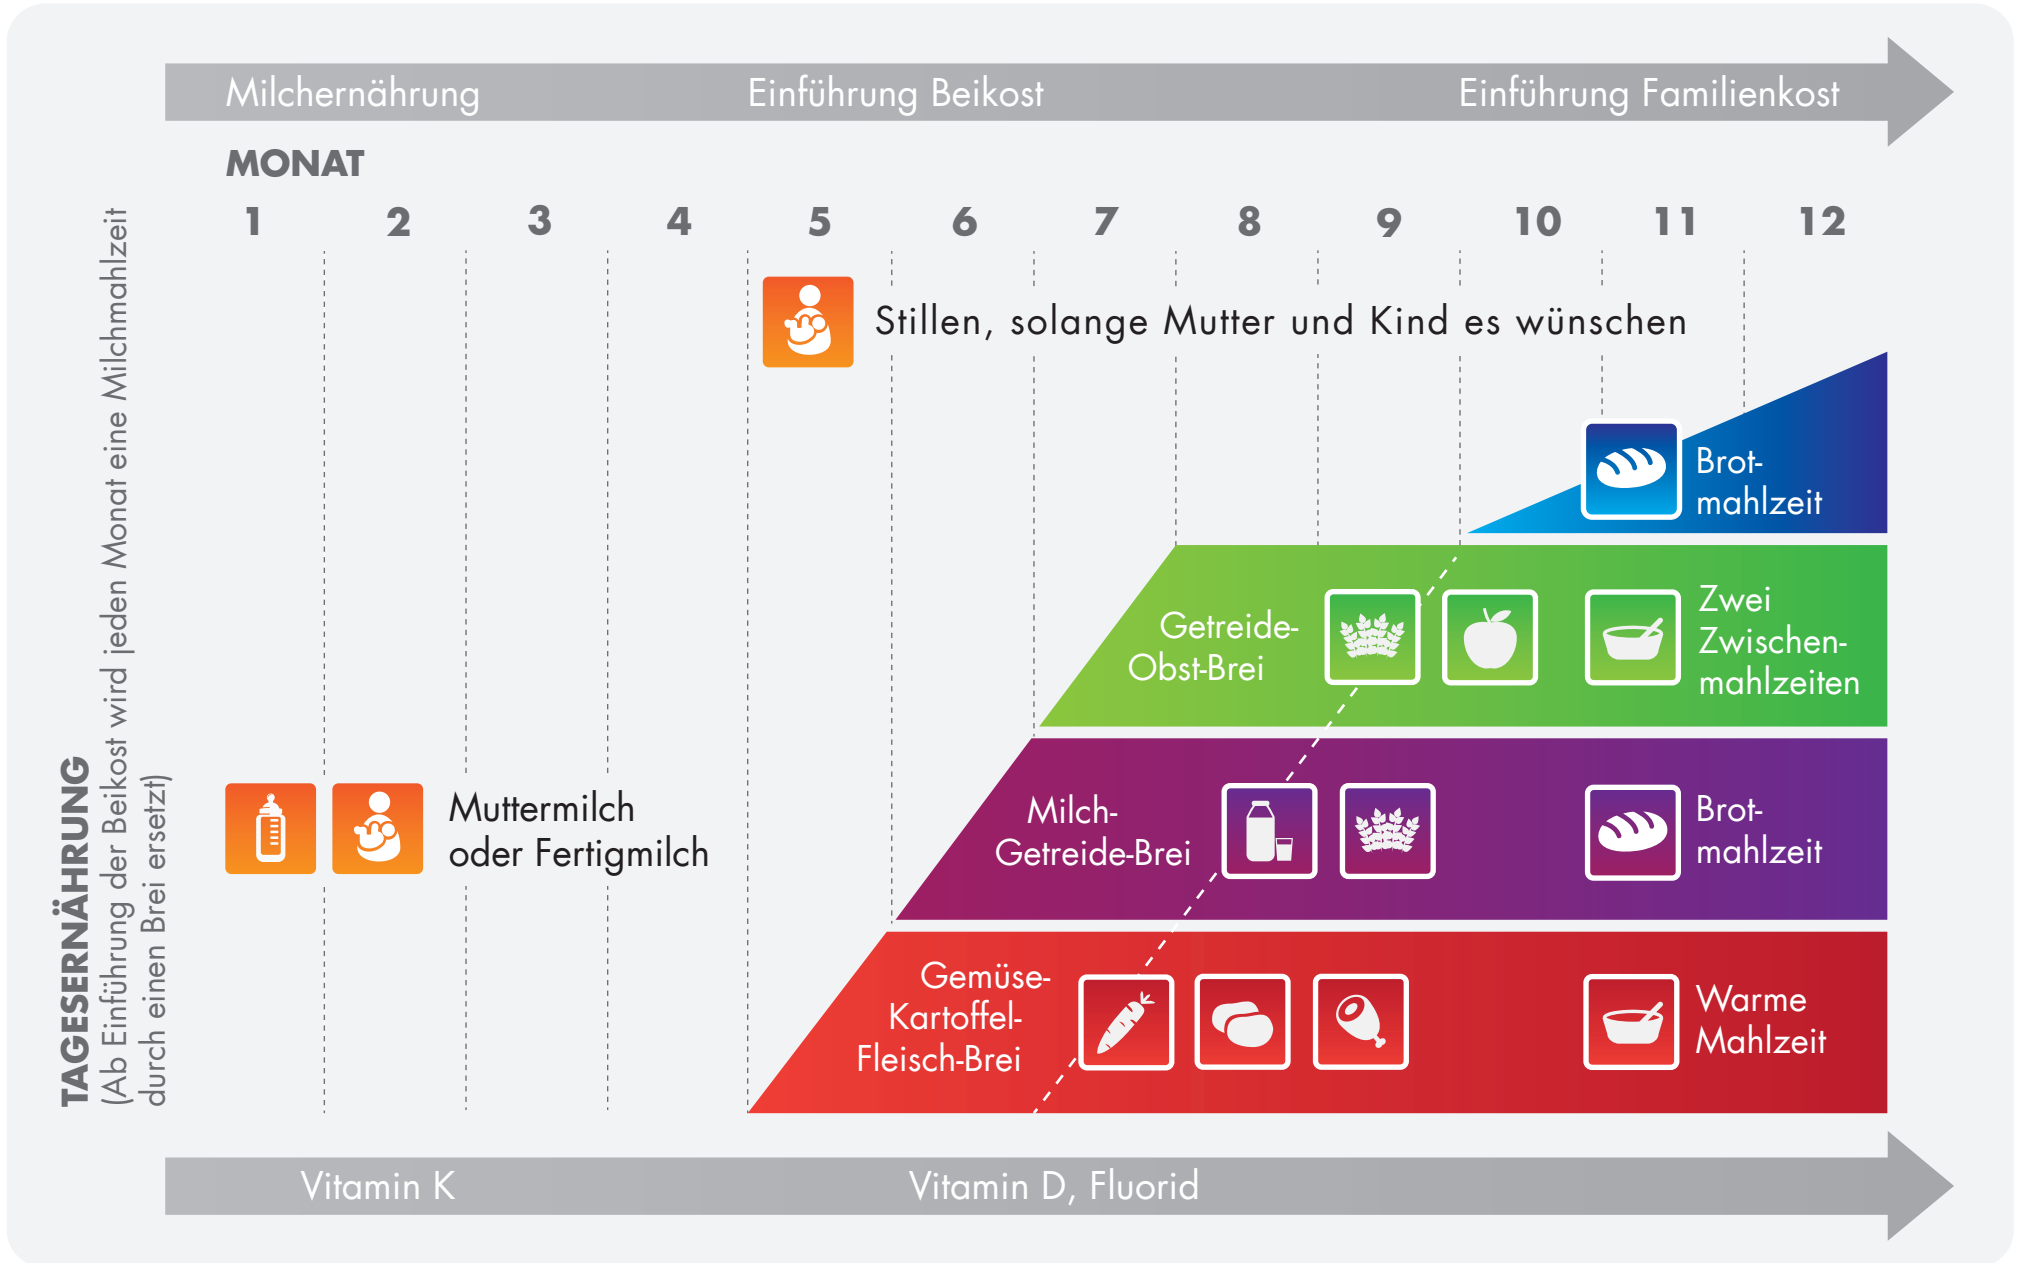 Milchernährung Einführung Beikost Einführung Familienkost
MONAT
1 2 3 4 5 6 7 8 9 10 11 12
Stillen, solange Mutter und Kind es wünschen
Brot-
mahlzeit
Getreide-
Obst-Brei
Zwei
Zwischen-
mahlzeiten
Muttermilch
oder Fertigmilch
Milch-
Getreide-Brei
Brot-
mahlzeit
Gemüse-
Kartoffel-
Fleisch-Brei
Warme
Mahlzeit
TAGESERNÄHRUNG
(Ab Einführung der Beikost wird jeden Monat eine Milchmahlzeit
durch einen Brei ersetzt)
Vitamin K Vitamin D, Fluorid